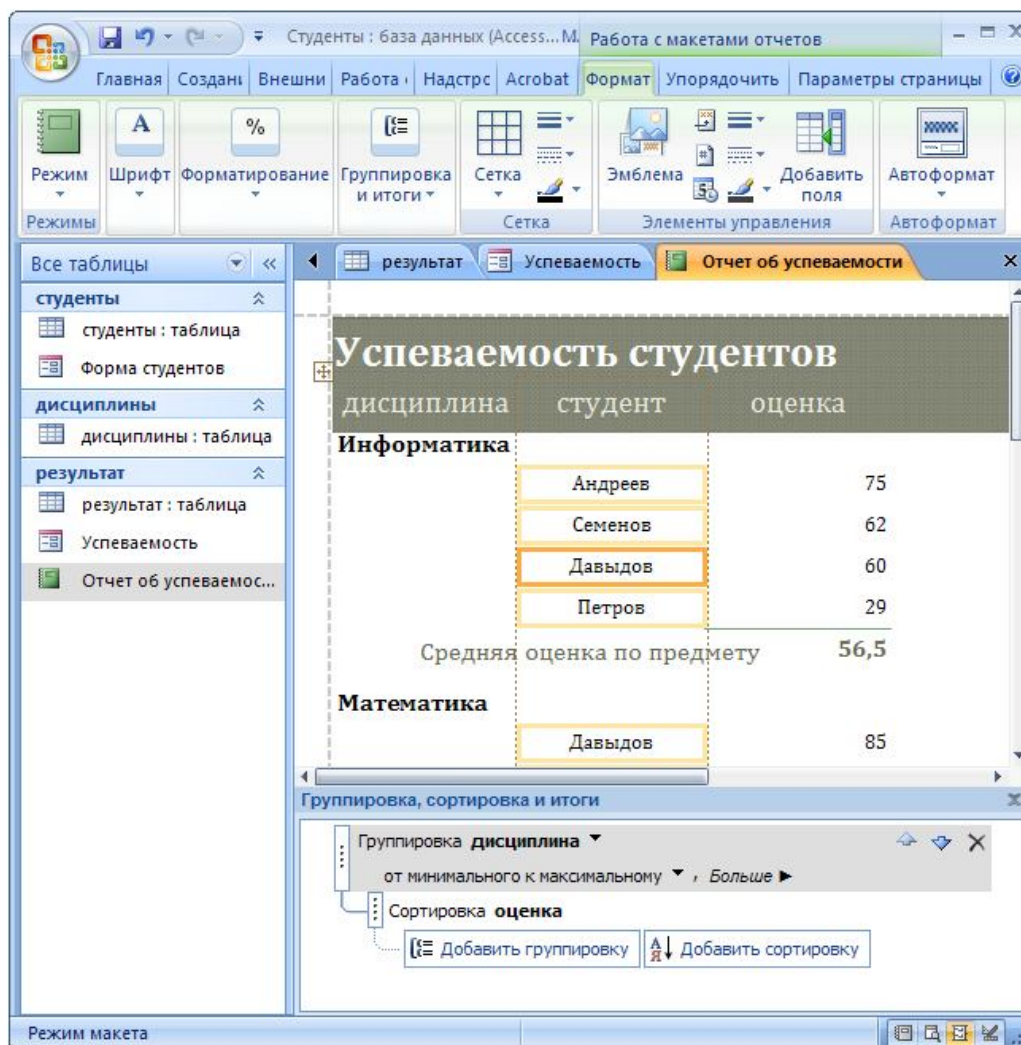 Студенты : база данных (Access... М. Работа с макетами отчетов
Главная Создани Внешни Работа Надстрс Acrobat Формат Упорядочить Параметры страницы
Режим Шрифт Форматирование Группировка и итоги Сетка Эмблема Добавить поля Автоформат
Режимы Сетка Элементы управления Автоформат
Все таблицы
результат Успеваемость Отчет об успеваемости
студенты
студенты : таблица
Форма студентов
дисциплины
дисциплины : таблица
результат
результат : таблица
Успеваемость
Отчет об успеваемос...
Успеваемость студентов
дисциплина студент оценка
Информатика
Андреев 75
Семенов 62
Давыдов 60
Петров 29
Средняя оценка по предмету 56,5
Математика
Давыдов 85
Группировка, сортировка и итоги
Группировка дисциплина
от минимального к максимальному , Больше
Сортировка оценка
Добавить группировку Добавить сортировку
Режим макета